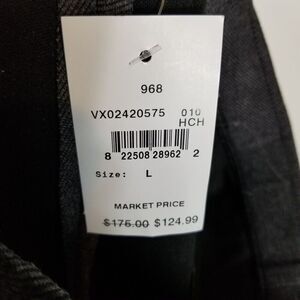 968
VX02420575 010
HCH
8 22508 28962 2
Size: L
MARKET PRICE
$175.00 $124.99